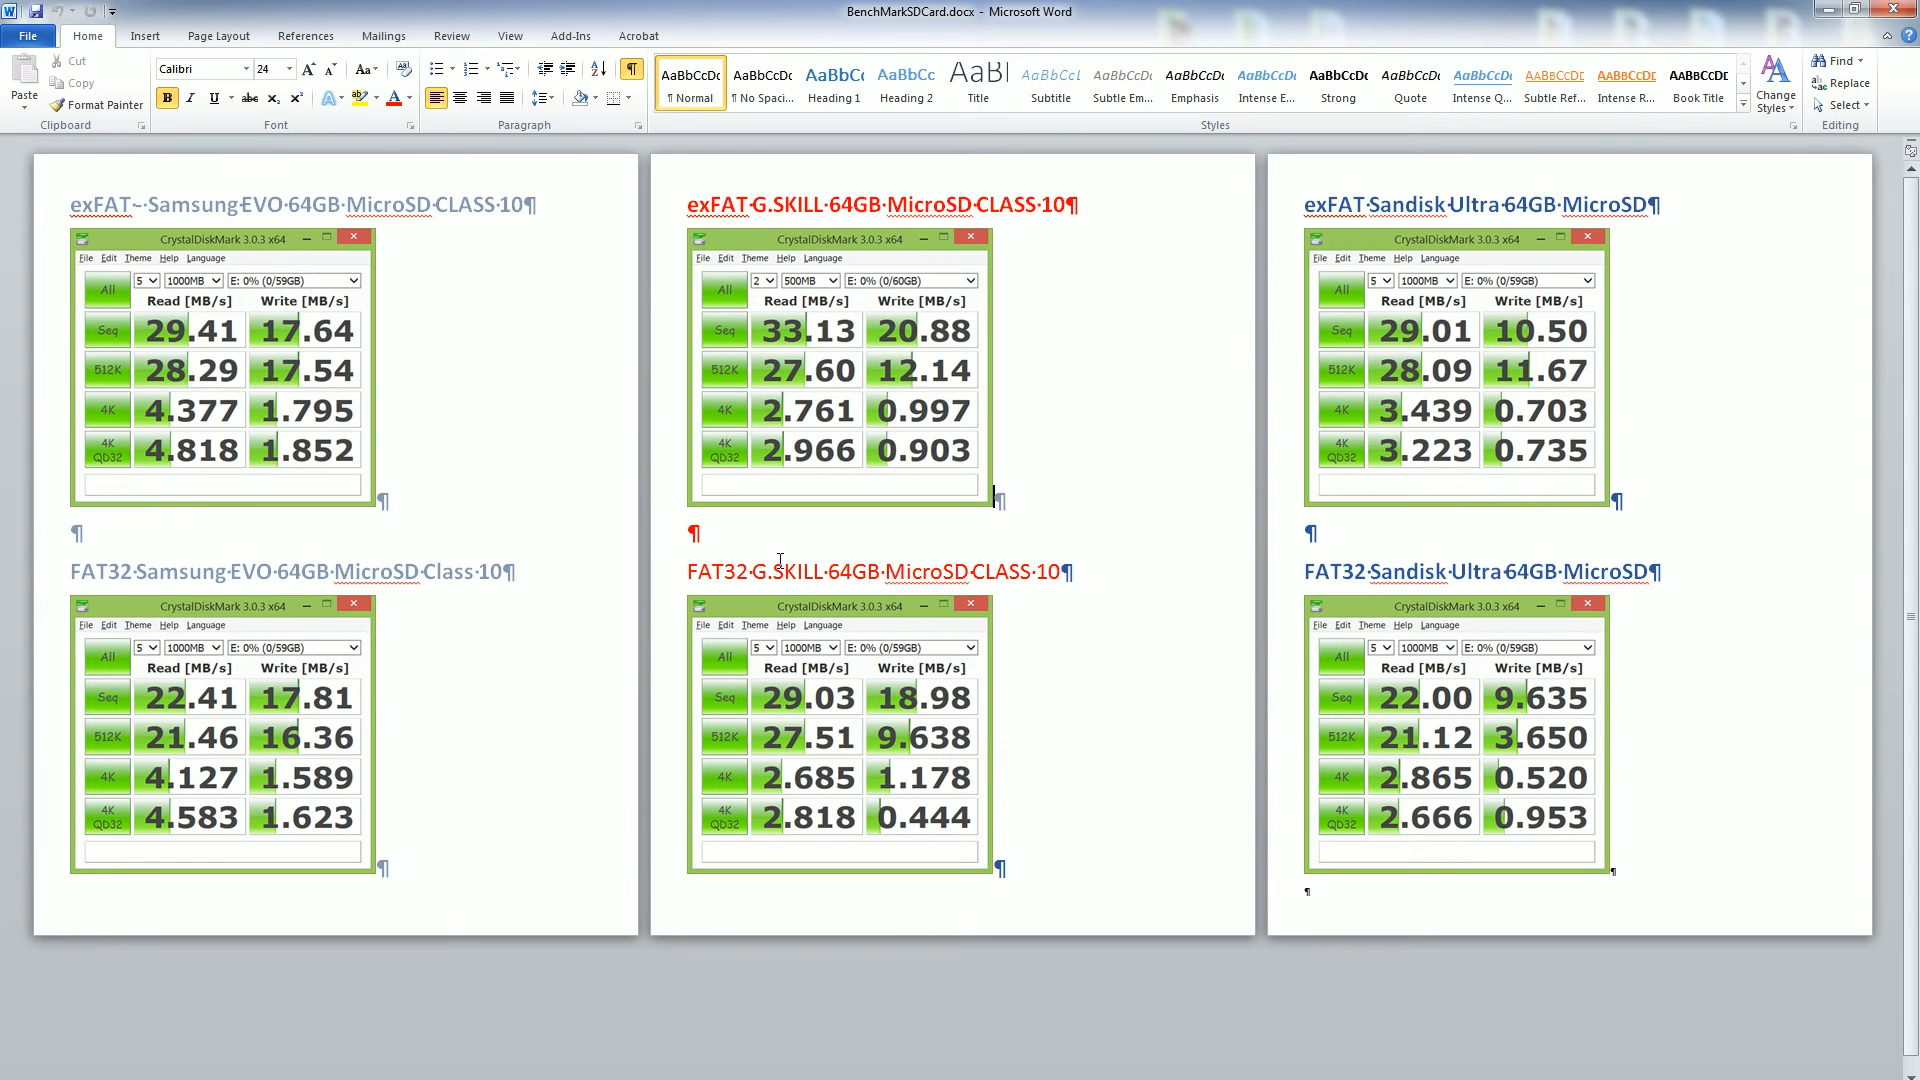 BenchMarkSDCard.docx - Microsoft Word
File Home Insert Page Layout References Mailings Review View Add-Ins Acrobat
Paste
Cut
Copy
Format Painter
Clipboard
Calibri 24
Font
Paragraph
AaBbCcDc AaBbCcDc AaBbCc AaBbCc AaBl AaBbCcL AaBbCcDc AaBbCcDc AaBbCcDc AaBbCcDc AaBbCcDc AaBbCcDc AABBCCDE AABBCCDE AABBCCDE
¶ Normal ¶ No Spaci... Heading 1 Heading 2 Title Subtitle Subtle Em... Emphasis Intense E... Strong Quote Intense Q... Subtle Ref... Intense R... Book Title
Change
Styles
Styles
Find
Replace
Select
Editing
exFAT-·Samsung·EVO·64GB·MicroSD·CLASS·10¶
CrystalDiskMark 3.0.3 x64
File Edit Theme Help Language
All 5 1000MB E: 0% (0/59GB)
Read [MB/s] Write [MB/s]
Seq 29.41 17.64
512K 28.29 17.54
4K 4.377 1.795
4K QD32 4.818 1.852
¶
¶
FAT32·Samsung·EVO·64GB·MicroSD·Class·10¶
CrystalDiskMark 3.0.3 x64
File Edit Theme Help Language
All 5 1000MB E: 0% (0/59GB)
Read [MB/s] Write [MB/s]
Seq 22.41 17.81
512K 21.46 16.36
4K 4.127 1.589
4K QD32 4.583 1.623
¶
exFAT·G.SKILL·64GB·MicroSD·CLASS·10¶
CrystalDiskMark 3.0.3 x64
File Edit Theme Help Language
All 2 500MB E: 0% (0/60GB)
Read [MB/s] Write [MB/s]
Seq 33.13 20.88
512K 27.60 12.14
4K 2.761 0.997
4K QD32 2.966 0.903
¶
¶
FAT32·G.SKILL·64GB·MicroSD·CLASS·10¶
CrystalDiskMark 3.0.3 x64
File Edit Theme Help Language
All 5 1000MB E: 0% (0/59GB)
Read [MB/s] Write [MB/s]
Seq 29.03 18.98
512K 27.51 9.638
4K 2.685 1.178
4K QD32 2.818 0.444
¶
exFAT·Sandisk·Ultra·64GB·MicroSD¶
CrystalDiskMark 3.0.3 x64
File Edit Theme Help Language
All 5 1000MB E: 0% (0/59GB)
Read [MB/s] Write [MB/s]
Seq 29.01 10.50
512K 28.09 11.67
4K 3.439 0.703
4K QD32 3.223 0.735
¶
¶
FAT32·Sandisk·Ultra·64GB·MicroSD¶
CrystalDiskMark 3.0.3 x64
File Edit Theme Help Language
All 5 1000MB E: 0% (0/59GB)
Read [MB/s] Write [MB/s]
Seq 22.00 9.635
512K 21.12 3.650
4K 2.865 0.520
4K QD32 2.666 0.953
¶
¶